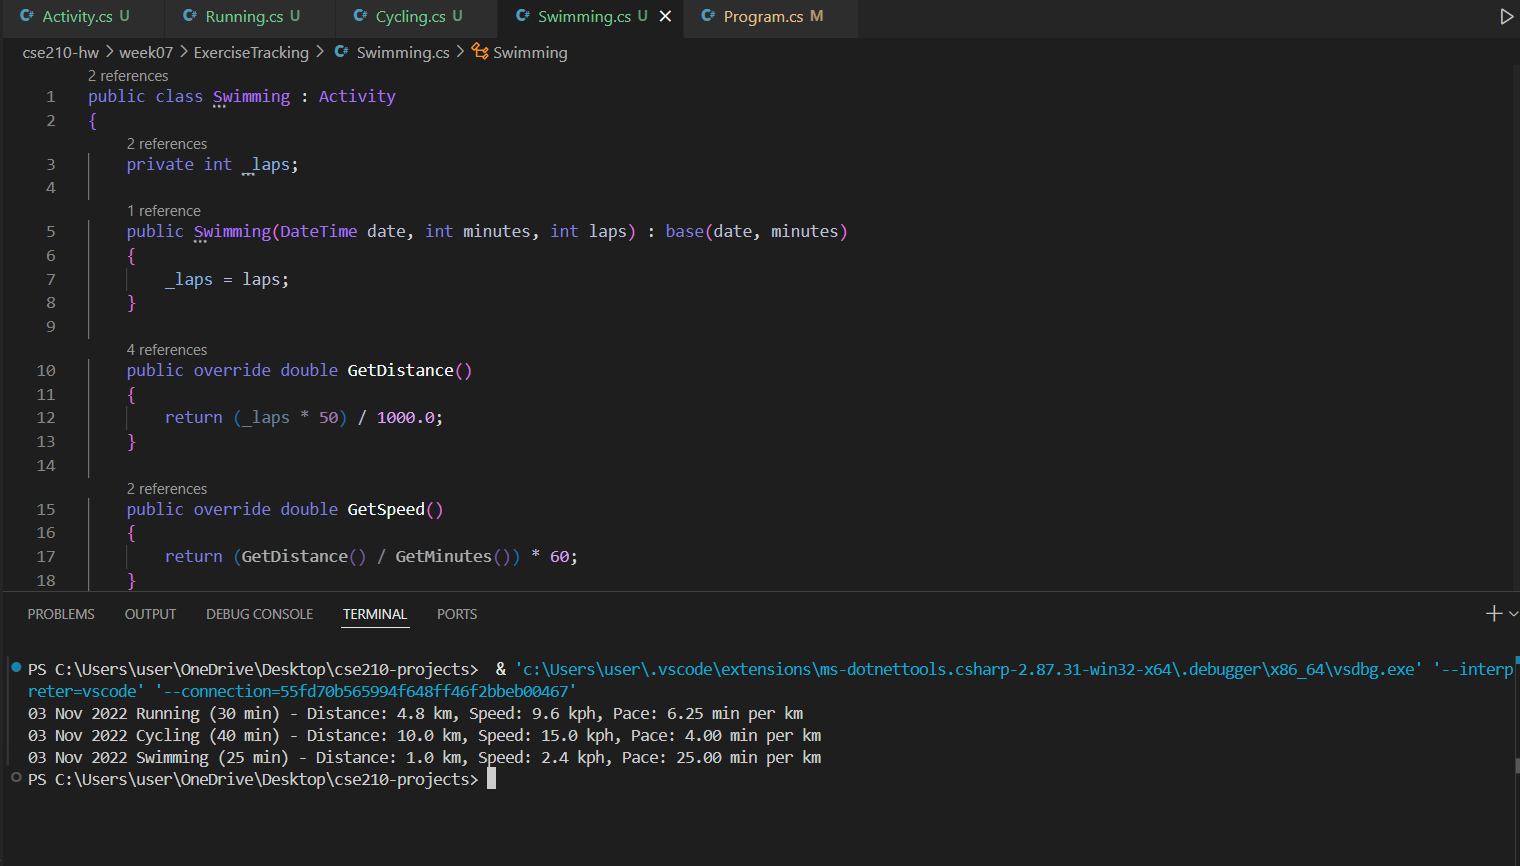 C# Activity.cs U C# Running.cs U C# Cycling.cs U C# Swimming.cs U C# Program.cs M
cse210-hw > week07 > ExerciseTracking > C# Swimming.cs > Swimming
2 references
1 public class Swimming : Activity
2 {
2 references
3 private int _laps;
4
1 reference
5 public Swimming(DateTime date, int minutes, int laps) : base(date, minutes)
6 {
7 _laps = laps;
8 }
9
4 references
10 public override double GetDistance()
11 {
12 return (_laps * 50) / 1000.0;
13 }
14
2 references
15 public override double GetSpeed()
16 {
17 return (GetDistance() / GetMinutes()) * 60;
18 }
PROBLEMS OUTPUT DEBUG CONSOLE TERMINAL PORTS
PS C:\Users\user\OneDrive\Desktop\cse210-projects> & 'c:\Users\user\.vscode\extensions\ms-dotnettools.csharp-2.87.31-win32-x64\.debugger\x86_64\vsdbg.exe' '--interp
reter=vscode' '--connection=55fd70b565994f648ff46f2bbeb00467'
03 Nov 2022 Running (30 min) - Distance: 4.8 km, Speed: 9.6 kph, Pace: 6.25 min per km
03 Nov 2022 Cycling (40 min) - Distance: 10.0 km, Speed: 15.0 kph, Pace: 4.00 min per km
03 Nov 2022 Swimming (25 min) - Distance: 1.0 km, Speed: 2.4 kph, Pace: 25.00 min per km
PS C:\Users\user\OneDrive\Desktop\cse210-projects>